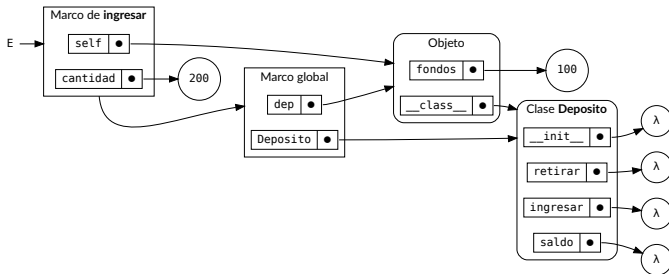 Marco de ingresar
E
self
cantidad
200
Marco global
dep
Deposito
Objeto
fondos
__class__
100
Clase Deposito
__init__
retirar
ingresar
saldo
λ
λ
λ
λ